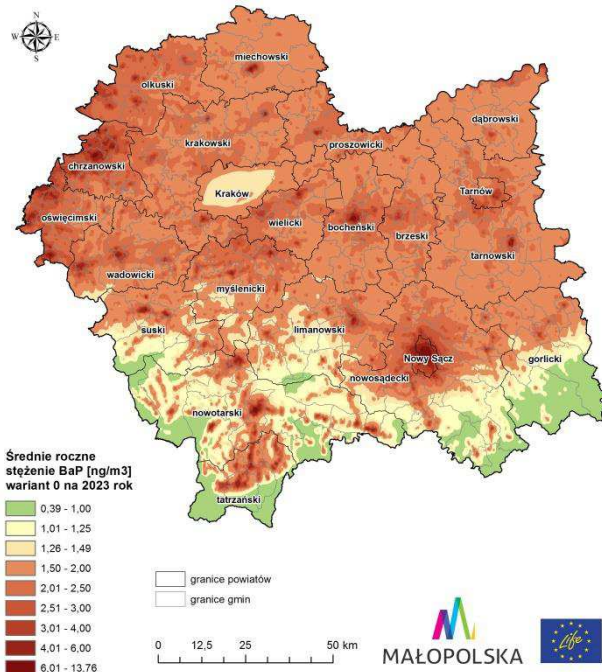 N
W E
S
miechowski
olkuski
dąbrowski
krakowski
proszowicki
chrzanowski
Kraków
Tarnów
oświęcimski
wielicki
bocheński
brzeski
tarnowski
wadowicki
myślenicki
suski
limanowski
Nowy Sącz
gorlicki
nowosądecki
nowotarski
tatrzański
Średnie roczne
stężenie BaP [ng/m3]
wariant 0 na 2023 rok
0,39 - 1,00
1,01 - 1,25
1,26 - 1,49
1,50 - 2,00
2,01 - 2,50
2,51 - 3,00
3,01 - 4,00
4,01 - 6,00
6,01 - 13,76
granice powiatów
granice gmin
0 12,5 25 50 km
MAŁOPOLSKA
Life